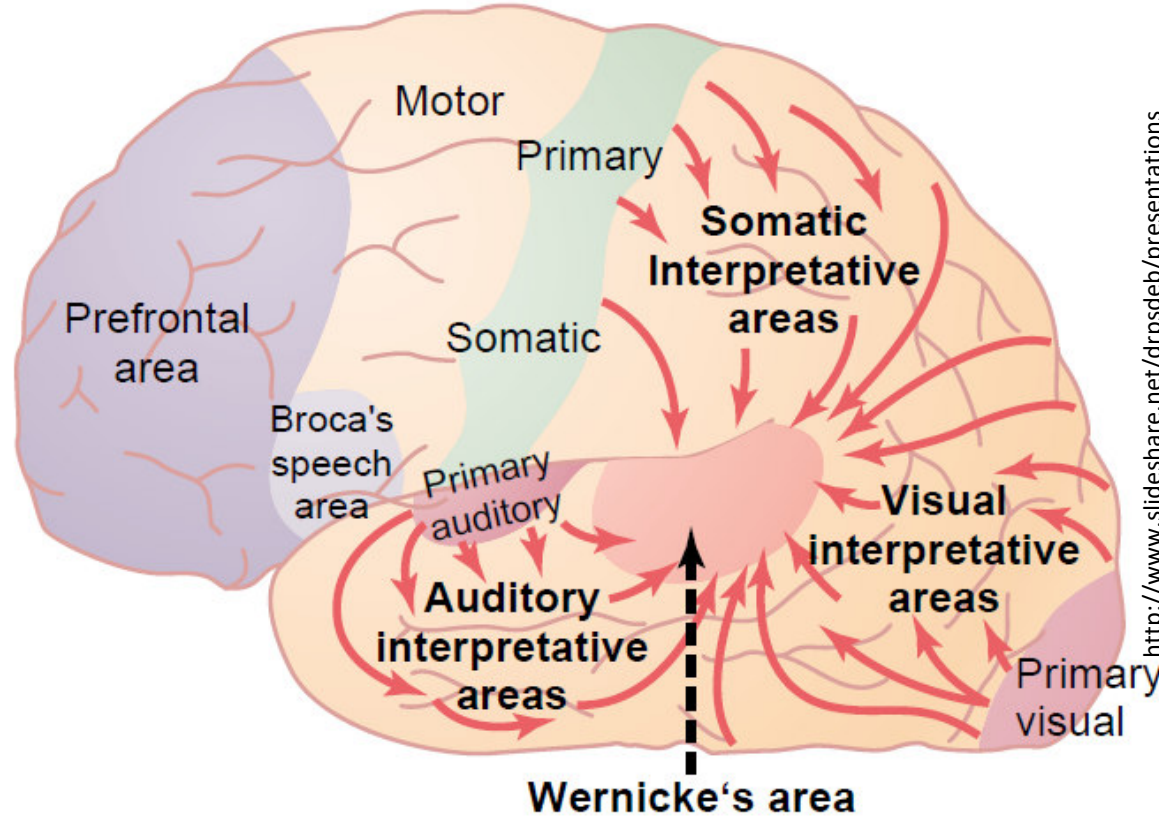 Motor
Primary
Somatic
Interpretative
areas
Prefrontal
area
Somatic
Broca's
speech
area
Primary
auditory
Visual
interpretative
areas
Auditory
interpretative
areas
Primary
visual
Wernicke‘s area
http://www.slideshare.net/drpsdeb/presentations